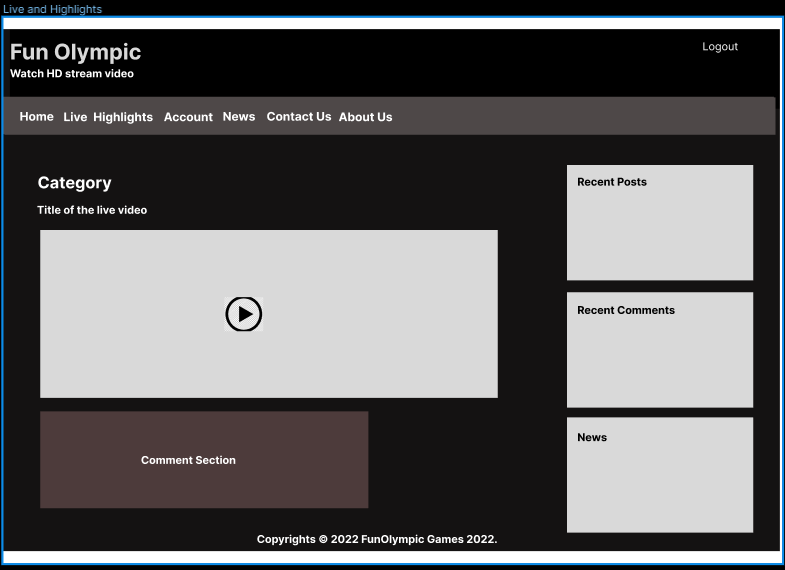 Live and Highlights
Fun Olympic
Logout
Watch HD stream video
Home Live Highlights Account News Contact Us About Us
Category
Title of the live video
Comment Section
Recent Posts
Recent Comments
News
Copyrights © 2022 FunOlympic Games 2022.